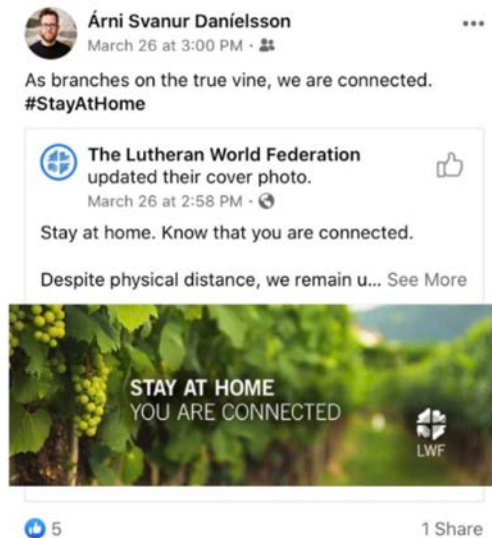 Árni Svanur Daníelsson
March 26 at 3:00 PM ·
As branches on the true vine, we are connected.
#StayAtHome
The Lutheran World Federation
updated their cover photo.
March 26 at 2:58 PM ·
Stay at home. Know that you are connected.
Despite physical distance, we remain u... See More
STAY AT HOME
YOU ARE CONNECTED
LWF
5
1 Share